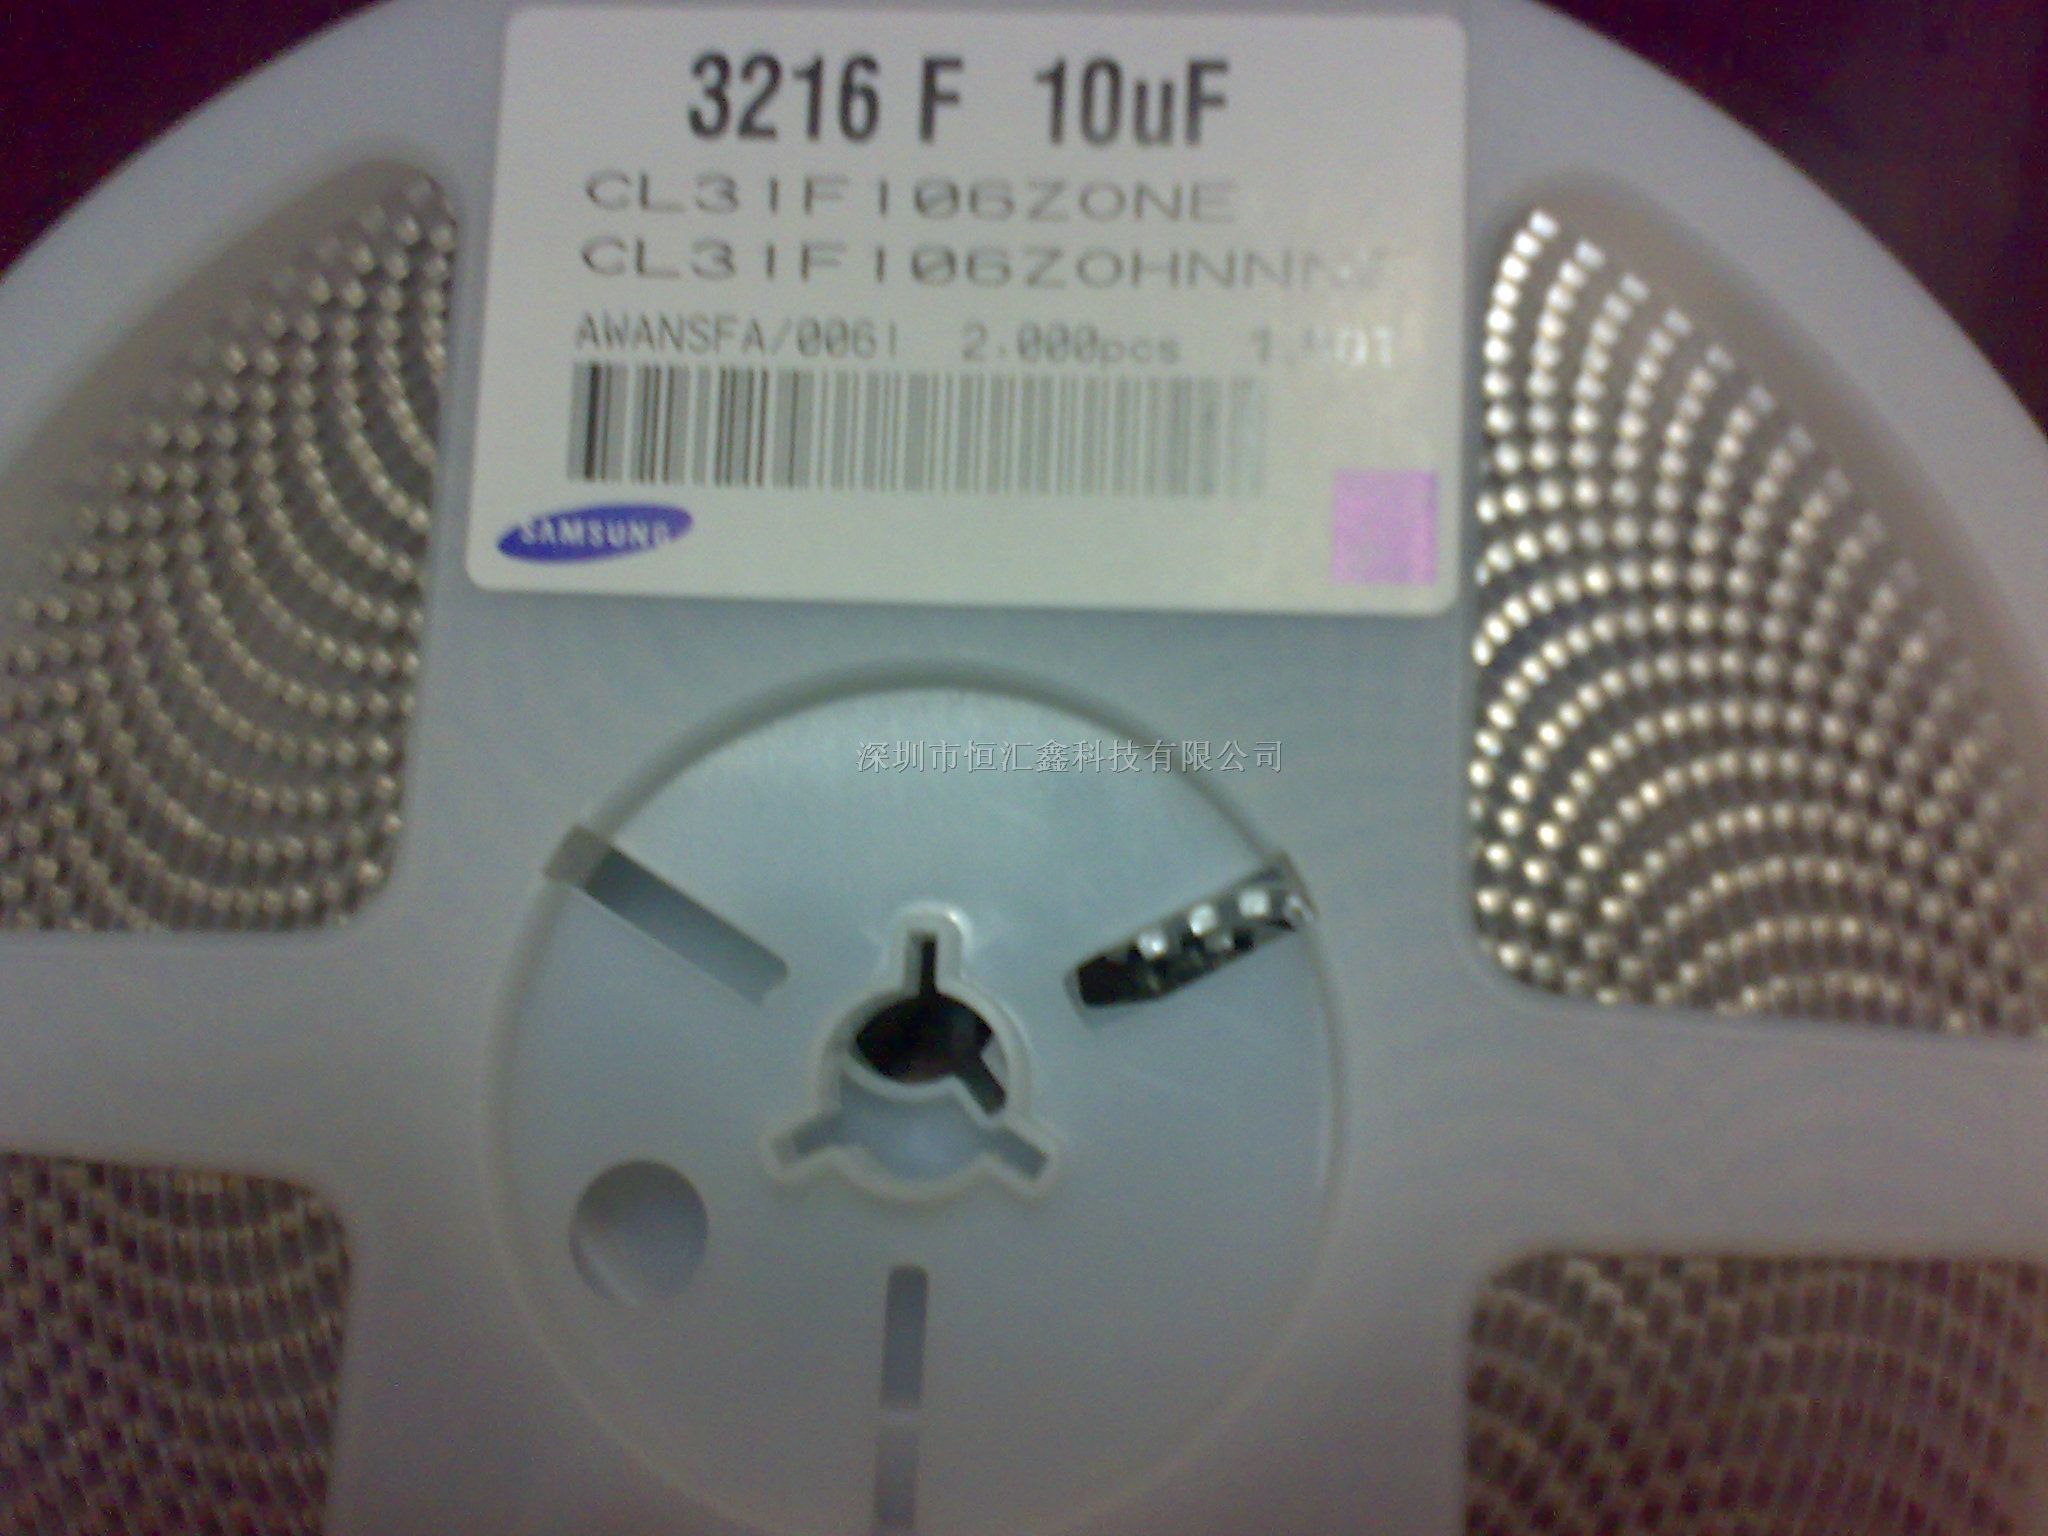 3216 F 10uF
CL31F106ZONE
CL31F106ZOHNNN
AWANSFA/0061 2.000pcs
SAMSUNG
深圳市恒汇鑫科技有限公司